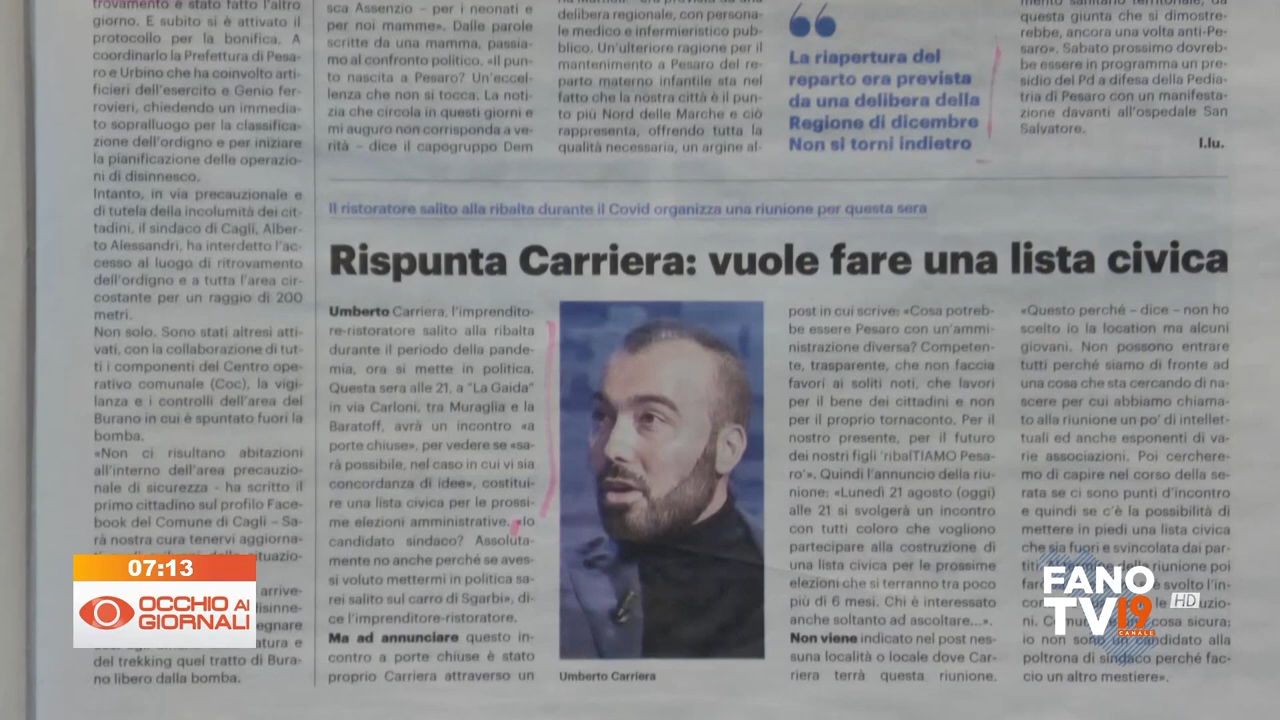 trovamento è stato fatto l'altro
giorno. E subito si è attivato il
protocollo per la bonifica. A
coordinarlo la Prefettura di Pesa-
ro e Urbino che ha coinvolto arti-
ficieri dell'esercito e Genio fer-
rovieri, chiedendo un immedia-
to sopralluogo per la classifica-
zione dell'ordigno e per iniziare
la pianificazione delle operazio-
ni di disinnesco.
Intanto, in via precauzionale e
di tutela della incolumità dei cit-
tadini, il sindaco di Cagli, Alber-
to Alessandri, ha interdetto l'ac-
cesso al luogo di ritrovamento
dell'ordigno e a tutta l'area cir-
costante per un raggio di 200
metri.
Non solo. Sono stati altresì atti-
vati, con la collaborazione di tut-
ti i componenti del Centro ope-
rativo comunale (Coc), la vigi-
lanza e i controlli dell'area del
Burano in cui è spuntato fuori la
bomba.
«Non ci risultano abitazioni
all'interno dell'area precauzio-
nale di sicurezza - ha scritto il
primo cittadino sul profilo Face-
book del Comune di Cagli – Sa-
rà nostra cura tenervi aggiorna-
situazio-
arrive-
disinne-
egnare
atura e
del trekking quel tratto di Bura-
no libero dalla bomba.
sca Assenzio – per i neonati e
per noi mamme». Dalle parole
scritte da una mamma, passia-
mo al confronto politico. «Il pun-
to nascita a Pesaro? Un'eccel-
lenza che non si tocca. La noti-
zia che circola in questi giorni e
mi auguro non corrisponda a ve-
rità – dice il capogruppo Dem
delibera regionale, con persona-
le medico e infermieristico pub-
blico. Un'ulteriore ragione per il
mantenimento a Pesaro del re-
parto materno infantile sta nel
fatto che la nostra città è il pun-
to più Nord delle Marche e ciò
rappresenta, offrendo tutta la
qualità necessaria, un argine al-
La riapertura del
reparto era prevista
da una delibera della
Regione di dicembre
Non si torni indietro
mento sanitario territoriale, da
questa giunta che si dimostre-
rebbe, ancora una volta anti-Pe-
saro». Sabato prossimo dovreb-
be essere in programma un pre-
sidio del Pd a difesa della Pedia-
tria di Pesaro con un manifesta-
zione davanti all'ospedale San
Salvatore.
l.lu.
Il ristoratore salito alla ribalta durante il Covid organizza una riunione per questa sera
Rispunta Carriera: vuole fare una lista civica
Umberto Carriera, l'imprendito-
re-ristoratore salito alla ribalta
durante il periodo della pande-
mia, ora si mette in politica.
Questa sera alle 21, a "La Gaida"
in via Carloni, tra Muraglia e la
Baratoff, avrà un incontro «a
porte chiuse», per vedere se «sa-
rà possibile, nel caso in cui vi sia
concordanza di idee», costitui-
re una lista civica per le prossi-
me elezioni amministrative. «Io
candidato sindaco? Assoluta-
mente no anche perché se aves-
si voluto mettermi in politica sa-
rei salito sul carro di Sgarbi», di-
ce l'imprenditore-ristoratore.
Ma ad annunciare questo in-
contro a porte chiuse è stato
proprio Carriera attraverso un
Umberto Carriera
post in cui scrive: «Cosa potreb-
be essere Pesaro con un'ammi-
nistrazione diversa? Competen-
te, trasparente, che non faccia
favori ai soliti noti, che lavori
per il bene dei cittadini e non
per il proprio tornaconto. Per il
nostro presente, per il futuro
dei nostri figli 'ribalTIAMO Pesa-
ro'». Quindi l'annuncio della riu-
nione: «Lunedì 21 agosto (oggi)
alle 21 si svolgerà un incontro
con tutti coloro che vogliono
partecipare alla costruzione di
una lista civica per le prossime
elezioni che si terranno tra poco
più di 6 mesi. Chi è interessato
anche soltanto ad ascoltare...».
Non viene indicato nel post nes-
suna località o locale dove Car-
riera terrà questa riunione.
«Questo perché – dice – non ho
scelto io la location ma alcuni
giovani. Non possono entrare
tutti perché siamo di fronte ad
una cosa che sta cercando di na-
scere per cui abbiamo chiama-
to alla riunione un po' di intellet-
tuali ed anche esponenti di va-
rie associazioni. Poi cerchere-
mo di capire nel corso della se-
rata se ci sono punti d'incontro
e quindi se c'è la possibilità di
mettere in piedi una lista civica
che sia fuori e svincolata dai par-
riunione poi
svolto l'in-
cosa sicura:
io non sono un candidato alla
poltrona di sindaco perché fac-
cio un altro mestiere».
07:13
OCCHIO AI
GIORNALI
FANO
TV 19
CANALE
HD